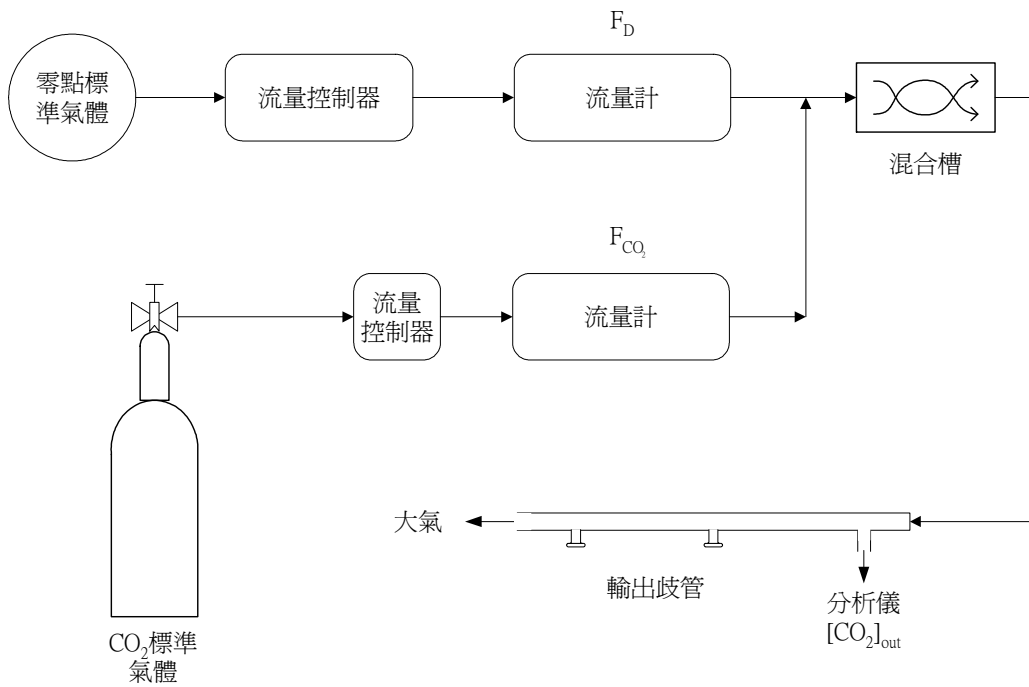 F_D
零點標
準氣體
流量控制器
流量計
混合槽
F_CO₂
流量
控制器
流量計
大氣
輸出歧管
分析儀
[CO₂]out
CO₂標準
氣體